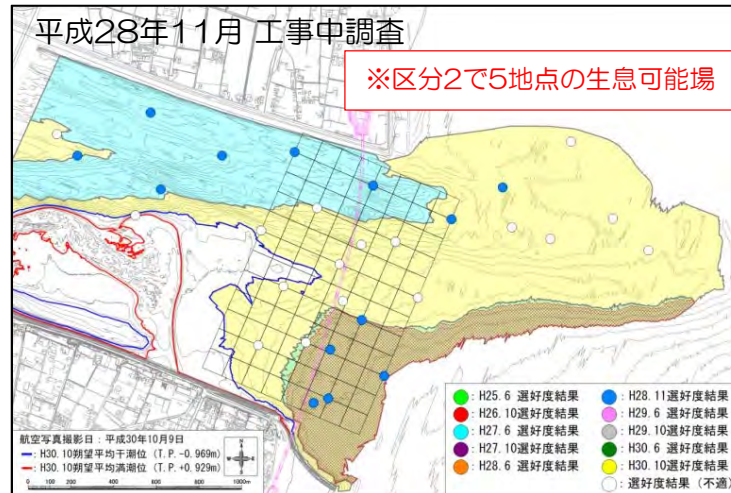 平成28年11月 工事中調査
※区分2で5地点の生息可能場
: H25.6 選好度結果
: H26.10選好度結果
: H27.6 選好度結果
: H27.10選好度結果
: H28.6 選好度結果
: H28.11選好度結果
: H29.6 選好度結果
: H29.10選好度結果
: H30.6 選好度結果
: H30.10選好度結果
: 選好度結果（不適）
航空写真撮影日：平成30年10月9日
: H30.10朔望平均干潮位 (T.P.-0.969m)
: H30.10朔望平均満潮位 (T.P.+0.929m)
0 200 400 600 800 1000m